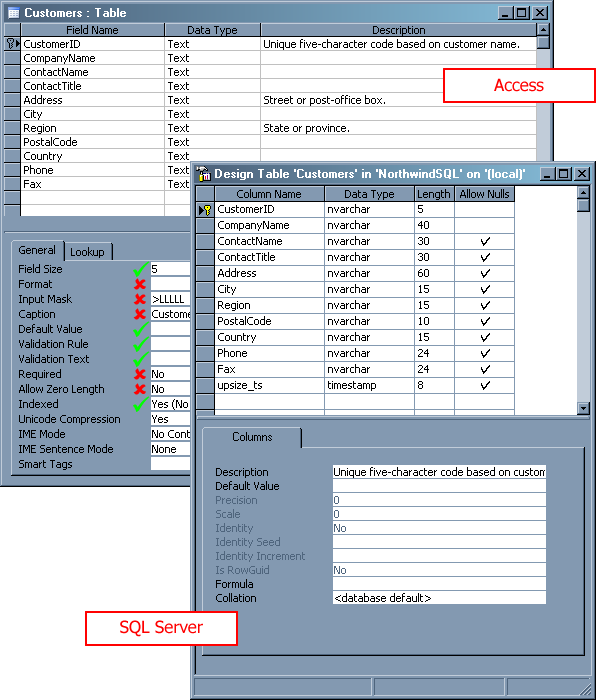 Customers : Table
Field Name Data Type Description
CustomerID Text Unique five-character code based on customer name.
CompanyName Text
ContactName Text
ContactTitle Text
Address Text Street or post-office box.
City Text
Region Text State or province.
PostalCode Text
Country Text
Phone Text
Fax Text
Access
General Lookup
Field Size 5
Format
Input Mask >LLLLL
Caption Custome
Default Value
Validation Rule
Validation Text
Required No
Allow Zero Length No
Indexed Yes (No
Unicode Compression Yes
IME Mode No Cont
IME Sentence Mode None
Smart Tags
Design Table 'Customers' in 'NorthwindSQL' on '(local)'
Column Name Data Type Length Allow Nulls
CustomerID nvarchar 5
CompanyName nvarchar 40
ContactName nvarchar 30
ContactTitle nvarchar 30
Address nvarchar 60
City nvarchar 15
Region nvarchar 15
PostalCode nvarchar 10
Country nvarchar 15
Phone nvarchar 24
Fax nvarchar 24
upsize_ts timestamp 8
Columns
Description Unique five-character code based on custom
Default Value
Precision 0
Scale 0
Identity No
Identity Seed
Identity Increment
Is RowGuid No
Formula
Collation <database default>
SQL Server